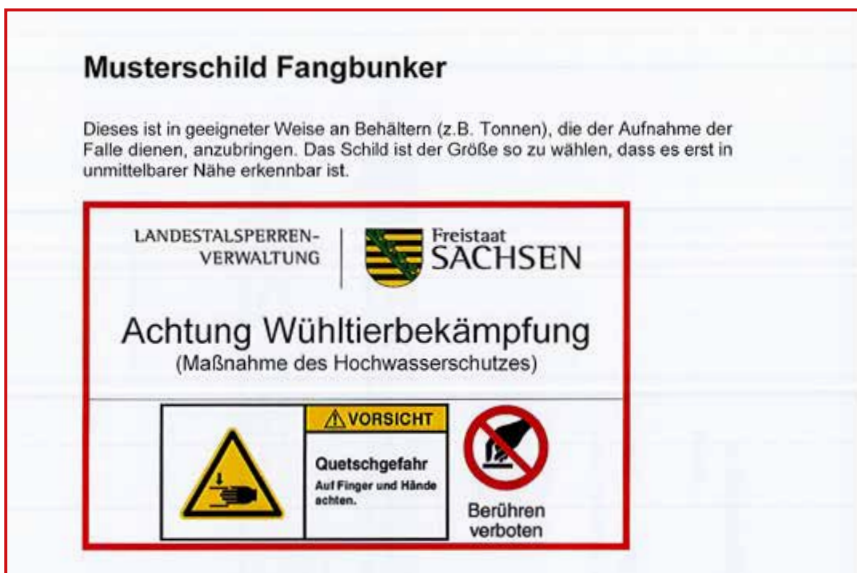 Musterschild Fangbunker
Dieses ist in geeigneter Weise an Behältern (z.B. Tonnen), die der Aufnahme der
Falle dienen, anzubringen. Das Schild ist der Größe so zu wählen, dass es erst in
unmittelbarer Nähe erkennbar ist.
LANDESTALSPERREN-
VERWALTUNG
Freistaat
SACHSEN
Achtung Wühltierbekämpfung
(Maßnahme des Hochwasserschutzes)
VORSICHT
Quetschgefahr
Auf Finger und Hände
achten.
Berühren
verboten